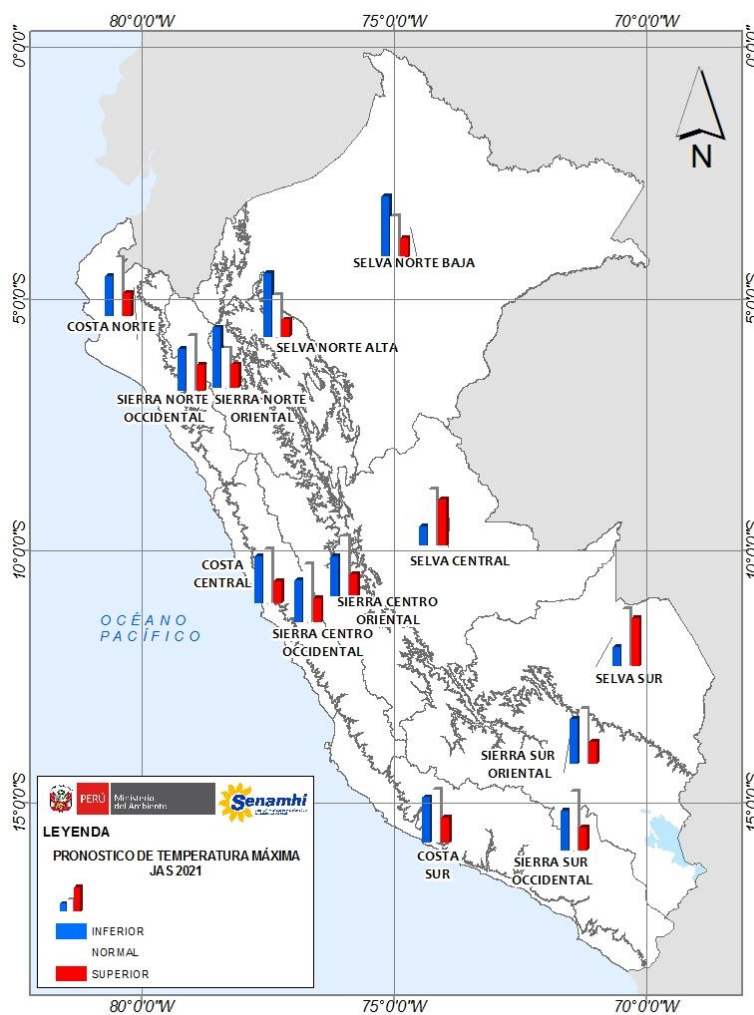 80°0'0"W
75°0'0"W
70°0'0"W
0°0'0"
0°0'0"
N
SELVA NORTE BAJA
5°0'0"S
5°0'0"S
COSTA NORTE
SELVA NORTE ALTA
SIERRA NORTE
OCCIDENTAL
SIERRA NORTE
ORIENTAL
SELVA CENTRAL
10°0'0"S
10°0'0"S
COSTA
CENTRAL
SIERRA CENTRO
ORIENTAL
SIERRA CENTRO
OCCIDENTAL
OCÉANO
PACÍFICO
SELVA SUR
SIERRA SUR
ORIENTAL
15°0'0"S
15°0'0"S
COSTA
SUR
SIERRA SUR
OCCIDENTAL
PERÚ
Ministerio
del Ambiente
Senamhi
LEYENDA
PRONOSTICO DE TEMPERATURA MÁXIMA
JAS 2021
INFERIOR
NORMAL
SUPERIOR
80°0'0"W
75°0'0"W
70°0'0"W